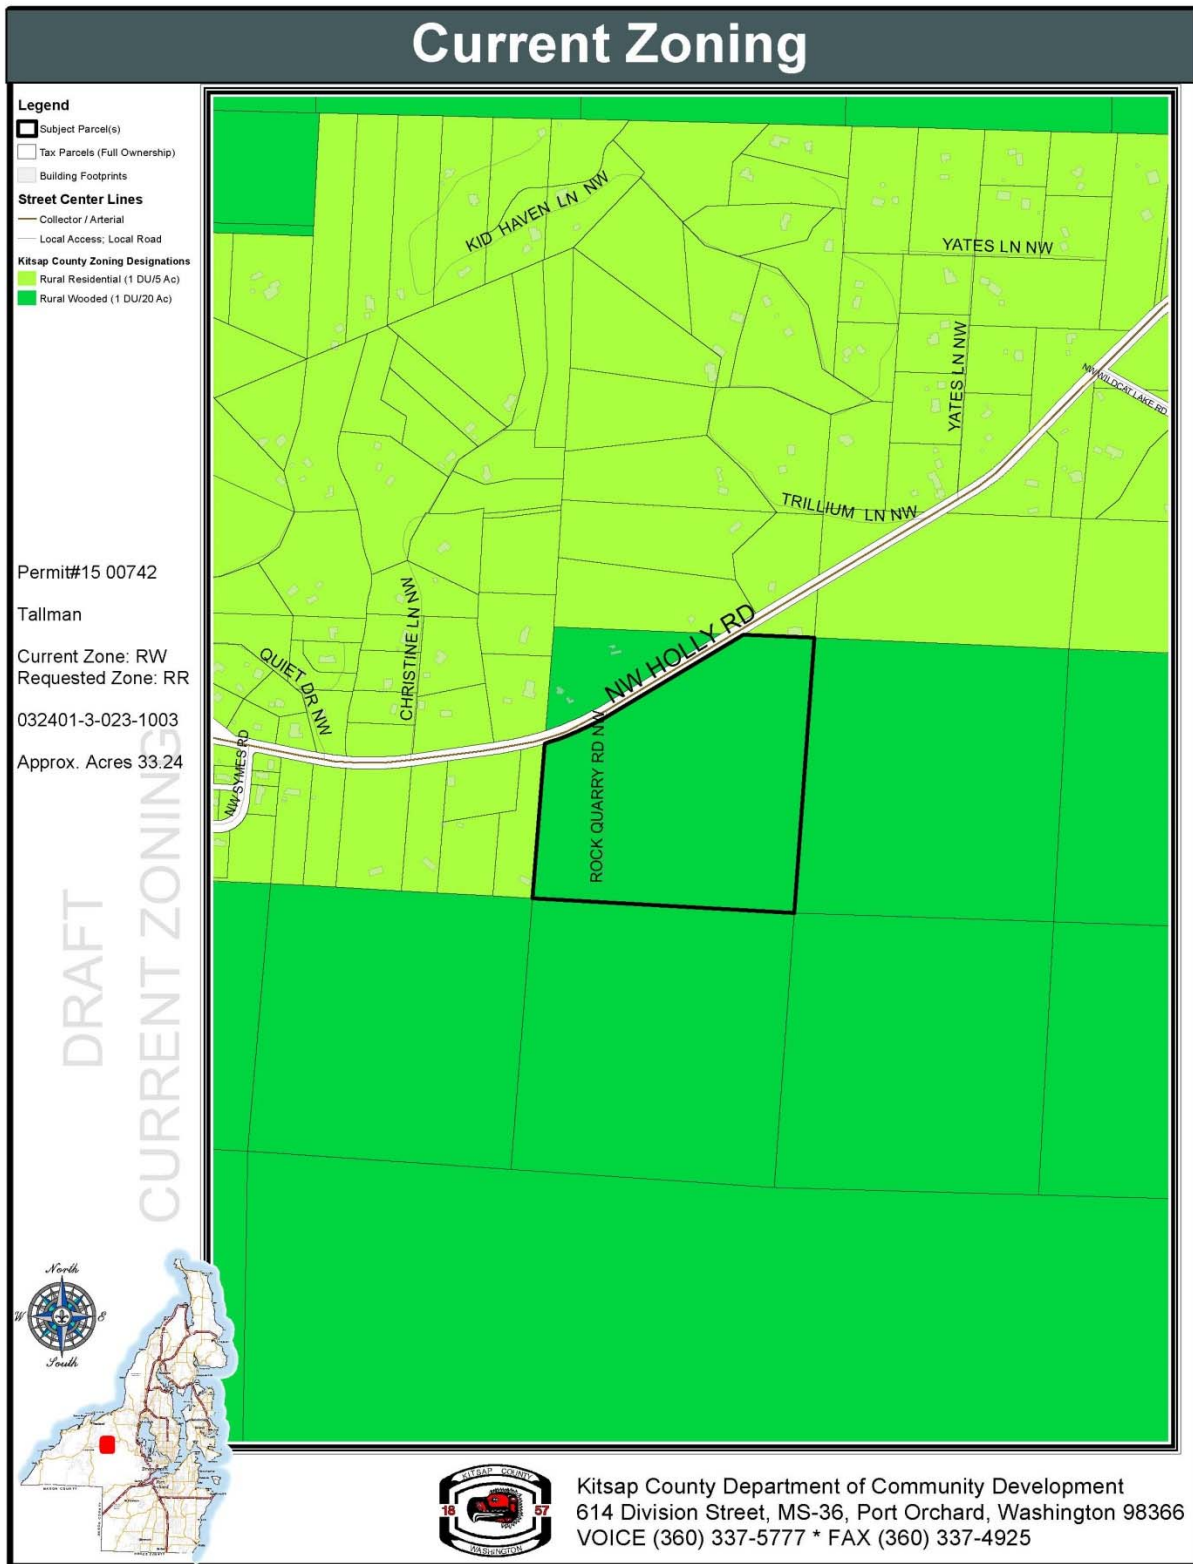 Current Zoning
Legend
Subject Parcel(s)
Tax Parcels (Full Ownership)
Building Footprints
Street Center Lines
Collector / Arterial
Local Access; Local Road
Kitsap County Zoning Designations
Rural Residential (1 DU/5 Ac)
Rural Wooded (1 DU/20 Ac)
Permit#15 00742
Tallman
Current Zone: RW
Requested Zone: RR
032401-3-023-1003
Approx. Acres 33.24
DRAFT
CURRENT ZONING
KID HAVEN LN NW
YATES LN NW
YATES LN NW
NW WILDCAT LAKE RD
TRILLIUM LN NW
NW HOLLY RD
CHRISTINE LN NW
QUIET DR NW
NW SYMES RD
ROCK QUARRY RD NW
North
W
E
South
KITSAP COUNTY
18 57
WASHINGTON
Kitsap County Department of Community Development
614 Division Street, MS-36, Port Orchard, Washington 98366
VOICE (360) 337-5777 * FAX (360) 337-4925